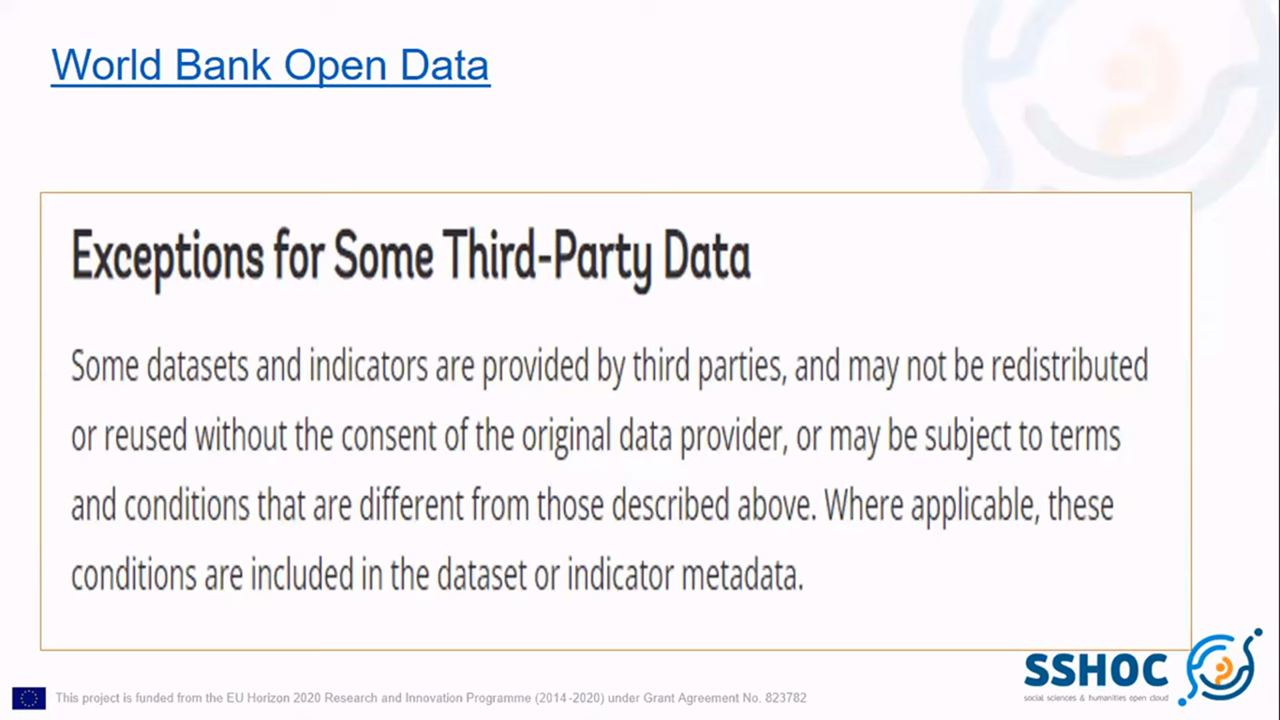 World Bank Open Data
Exceptions for Some Third-Party Data
Some datasets and indicators are provided by third parties, and may not be redistributed
or reused without the consent of the original data provider, or may be subject to terms
and conditions that are different from those described above. Where applicable, these
conditions are included in the dataset or indicator metadata.
SSHOC
social sciences & humanities open cloud
This project is funded from the EU Horizon 2020 Research and Innovation Programme (2014-2020) under Grant Agreement No. 823782